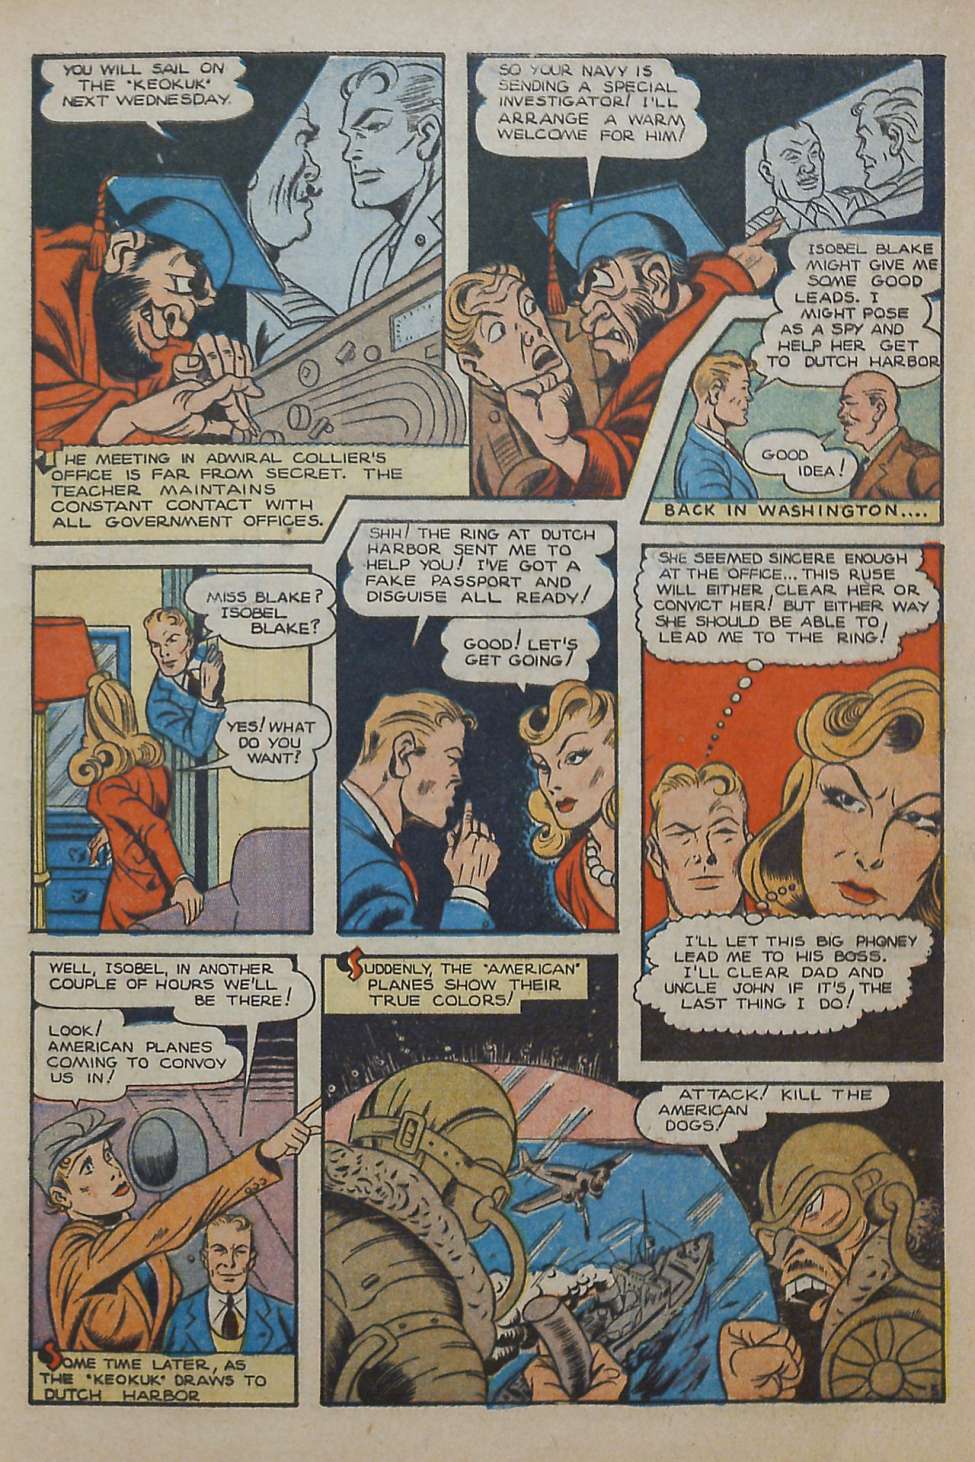 YOU WILL SAIL ON
THE "KEOKUK"
NEXT WEDNESDAY.
THE MEETING IN ADMIRAL COLLIER'S
OFFICE IS FAR FROM SECRET. THE
TEACHER MAINTAINS
CONSTANT CONTACT WITH
ALL GOVERNMENT OFFICES.
SO YOUR NAVY IS
SENDING A SPECIAL
INVESTIGATOR! I'LL
ARRANGE A WARM
WELCOME FOR HIM!
ISOBEL BLAKE
MIGHT GIVE ME
SOME GOOD
LEADS. I
MIGHT POSE
AS A SPY AND
HELP HER GET
TO DUTCH HARBOR
GOOD
IDEA!
BACK IN WASHINGTON....
MISS BLAKE?
ISOBEL
BLAKE?
YES! WHAT
DO YOU
WANT?
SHH! THE RING AT DUTCH
HARBOR SENT ME TO
HELP YOU! I'VE GOT A
FAKE PASSPORT AND
DISGUISE ALL READY!
GOOD! LET'S
GET GOING!
SHE SEEMED SINCERE ENOUGH
AT THE OFFICE... THIS RUSE
WILL EITHER CLEAR HER OR
CONVICT HER! BUT EITHER WAY
SHE SHOULD BE ABLE TO
LEAD ME TO THE RING!
I'LL LET THIS BIG PHONEY
LEAD ME TO HIS BOSS.
I'LL CLEAR DAD AND
UNCLE JOHN IF IT'S THE
LAST THING I DO!
WELL, ISOBEL, IN ANOTHER
COUPLE OF HOURS WE'LL
BE THERE!
LOOK!
AMERICAN PLANES
COMING TO CONVOY
US IN!
SOME TIME LATER, AS
THE "KEOKUK" DRAWS TO
DUTCH HARBOR
SUDDENLY, THE "AMERICAN"
PLANES SHOW THEIR
TRUE COLORS!
ATTACK! KILL THE
AMERICAN
DOGS!